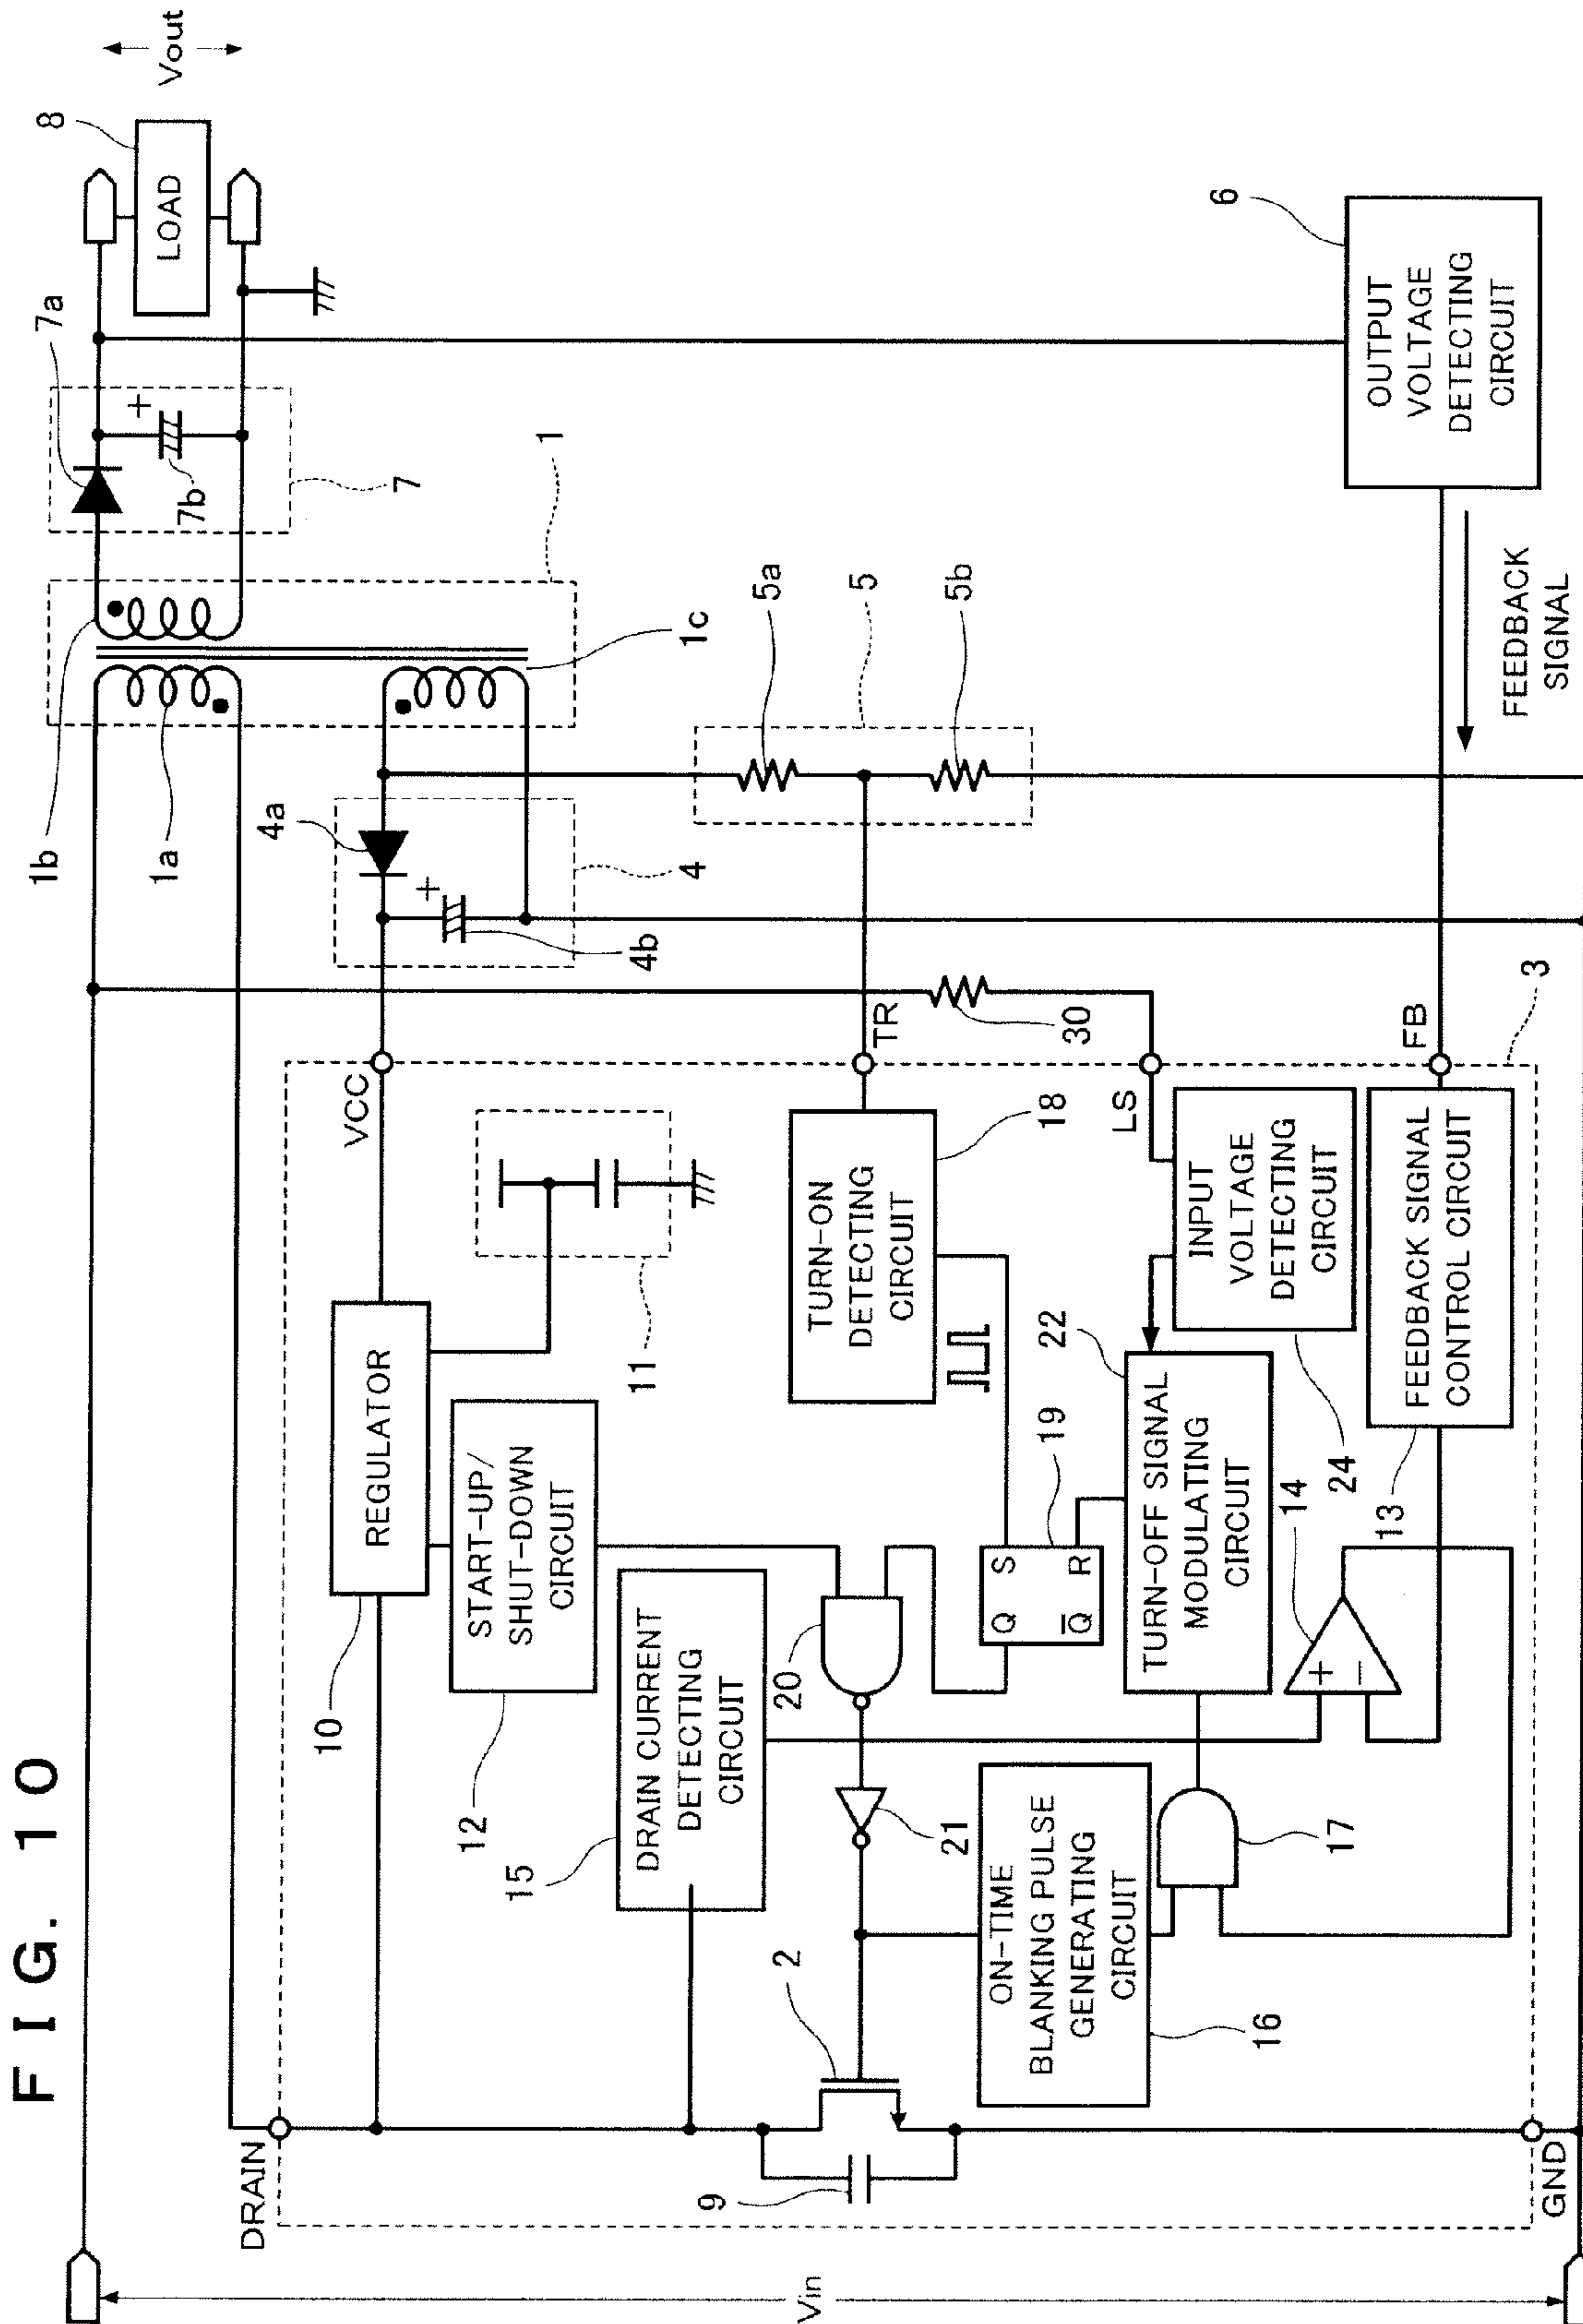 FIG. 10
Vin
DRAIN
GND
9
2
10
REGULATOR
VCC
11
12
START-UP/
SHUT-DOWN
CIRCUIT
15
DRAIN CURRENT
DETECTING
CIRCUIT
20
21
16
ON-TIME
BLANKING PULSE
GENERATING
CIRCUIT
17
TURN-ON
DETECTING
CIRCUIT
18
TR
Q
S
Q
R
19
22
TURN-OFF SIGNAL
MODULATING
CIRCUIT
14
+
−
INPUT
VOLTAGE
DETECTING
CIRCUIT
24
LS
30
FEEDBACK SIGNAL
CONTROL CIRCUIT
13
FB
3
1b
1a
1c
1
4a
+
4b
4
5a
5
5b
7a
+
7b
7
8
LOAD
Vout
6
OUTPUT
VOLTAGE
DETECTING
CIRCUIT
FEEDBACK
SIGNAL